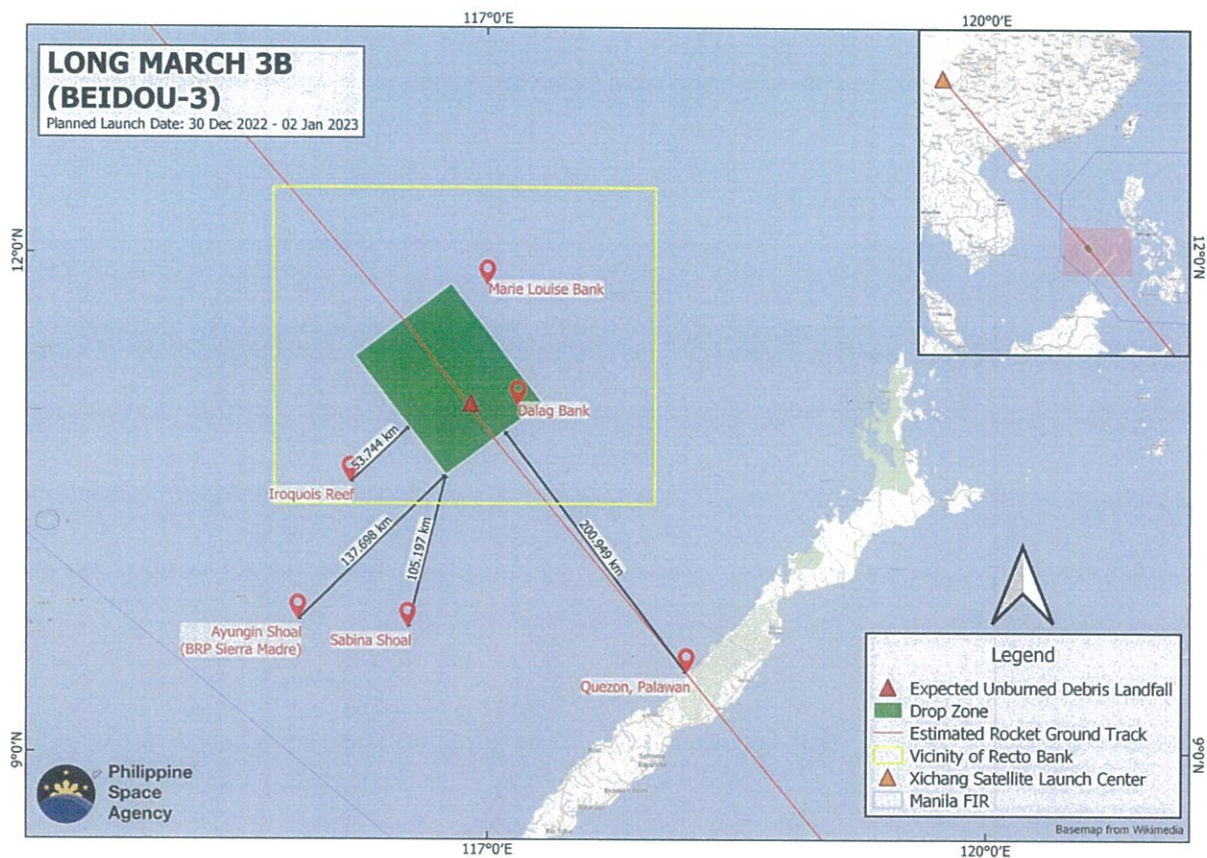 117°0'E
120°0'E
LONG MARCH 3B
(BEIDOU-3)
Planned Launch Date: 30 Dec 2022 - 02 Jan 2023
12°0'N
12°0'N
Marie Louise Bank
Dalag Bank
53.744 km
Iroquois Reef
137.698 km
105.197 km
200.949 km
Ayungin Shoal
(BRP Sierra Madre)
Sabina Shoal
Quezon, Palawan
9°0'N
9°0'N
Legend
Expected Unburned Debris Landfall
Drop Zone
Estimated Rocket Ground Track
Vicinity of Recto Bank
Xichang Satellite Launch Center
Manila FIR
Philippine
Space
Agency
Basemap from Wikimedia
117°0'E
120°0'E